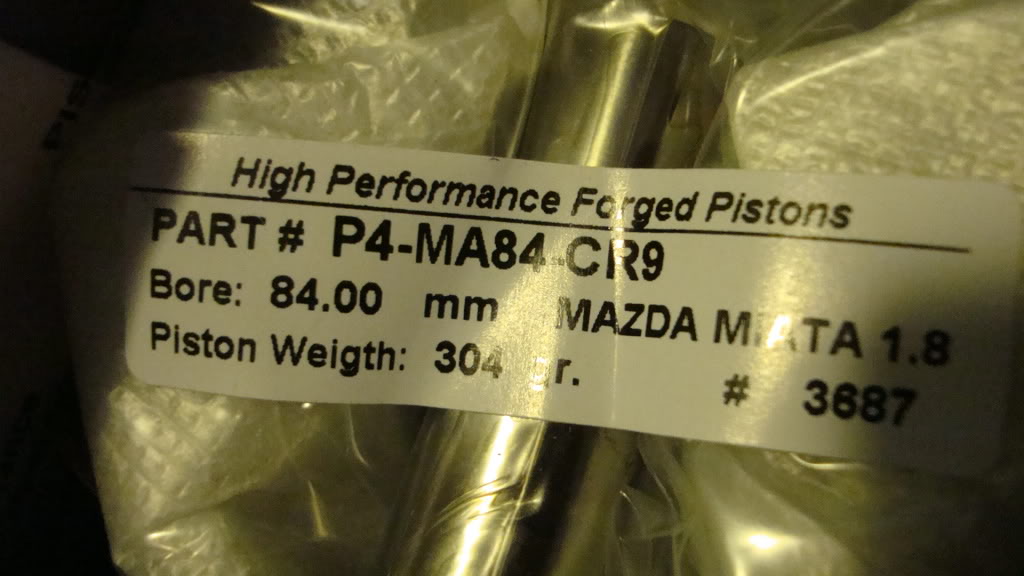 High Performance Forged Pistons
PART # P4-MA84-CR9
Bore: 84.00 mm MAZDA MIATA 1.8
Piston Weigth: 304 gr.
# 3687